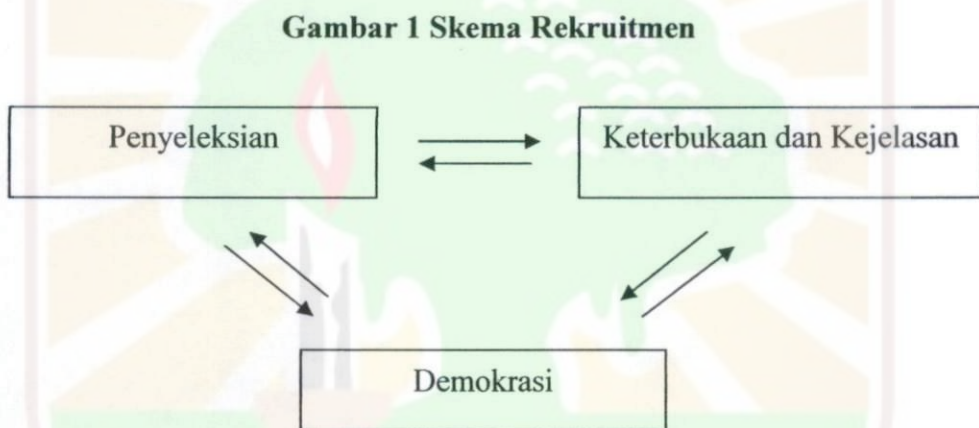 Gambar 1 Skema Rekruitmen
Penyeleksian
Keterbukaan dan Kejelasan
Demokrasi